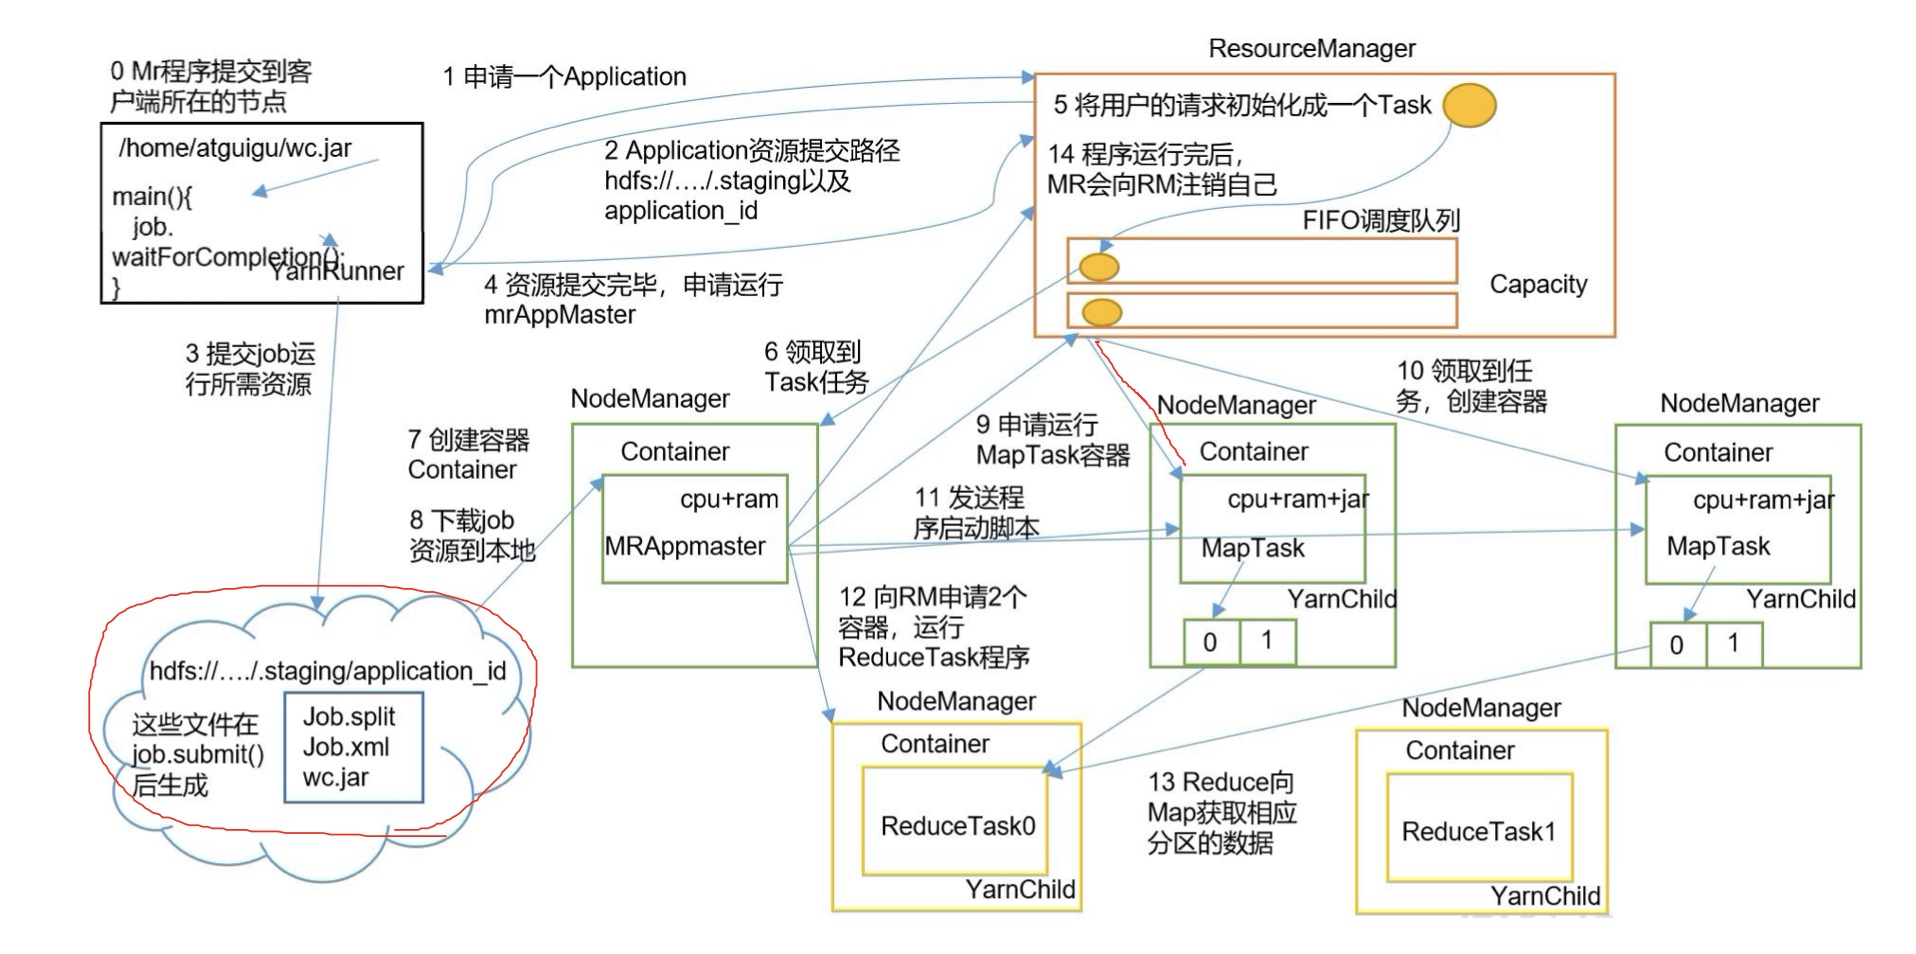 0 Mr程序提交到客
户端所在的节点
/home/atguigu/wc.jar
main(){
job.
waitForCompletion();
YarnRunner
}
1 申请一个Application
2 Application资源提交路径
hdfs://…./.staging以及
application_id
4 资源提交完毕，申请运行
mrAppMaster
ResourceManager
5 将用户的请求初始化成一个Task
14 程序运行完后，
MR会向RM注销自己
FIFO调度队列
Capacity
3 提交job运
行所需资源
6 领取到
Task任务
7 创建容器
Container
8 下载job
资源到本地
NodeManager
Container
cpu+ram
MRAppmaster
9 申请运行
MapTask容器
11 发送程
序启动脚本
NodeManager
Container
cpu+ram+jar
MapTask
YarnChild
0
1
10 领取到任
务，创建容器
NodeManager
Container
cpu+ram+jar
MapTask
YarnChild
0
1
hdfs://…./.staging/application_id
这些文件在
job.submit()
后生成
Job.split
Job.xml
wc.jar
12 向RM申请2个
容器，运行
ReduceTask程序
NodeManager
Container
ReduceTask0
YarnChild
13 Reduce向
Map获取相应
分区的数据
NodeManager
Container
ReduceTask1
YarnChild